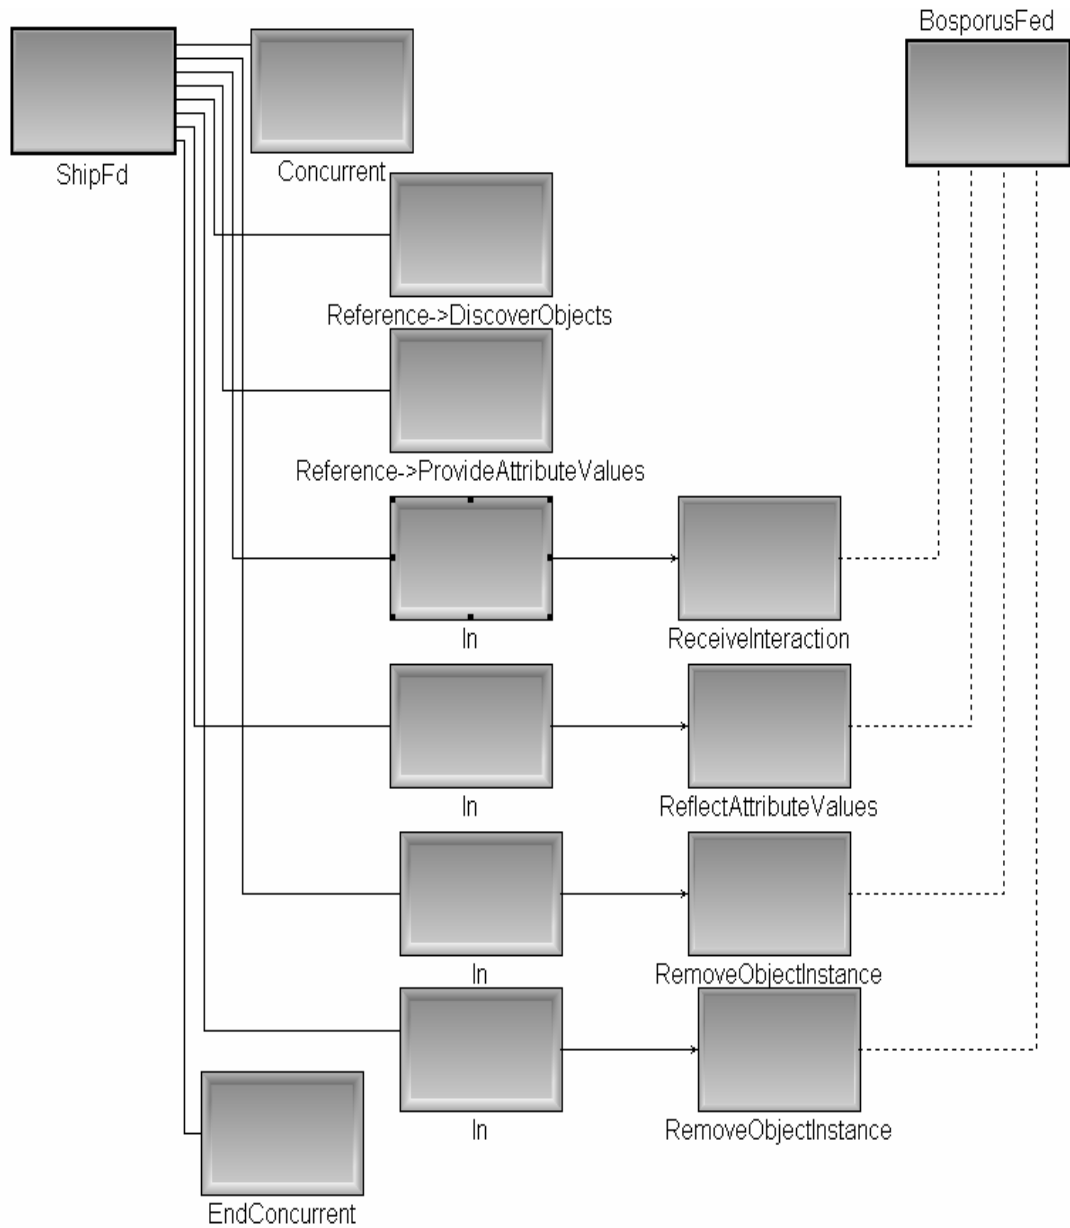 BosporusFed
ShipFd
Concurrent
Reference->DiscoverObjects
Reference->ProvideAttributeValues
In
ReceiveInteraction
In
ReflectAttributeValues
In
RemoveObjectInstance
In
RemoveObjectInstance
EndConcurrent